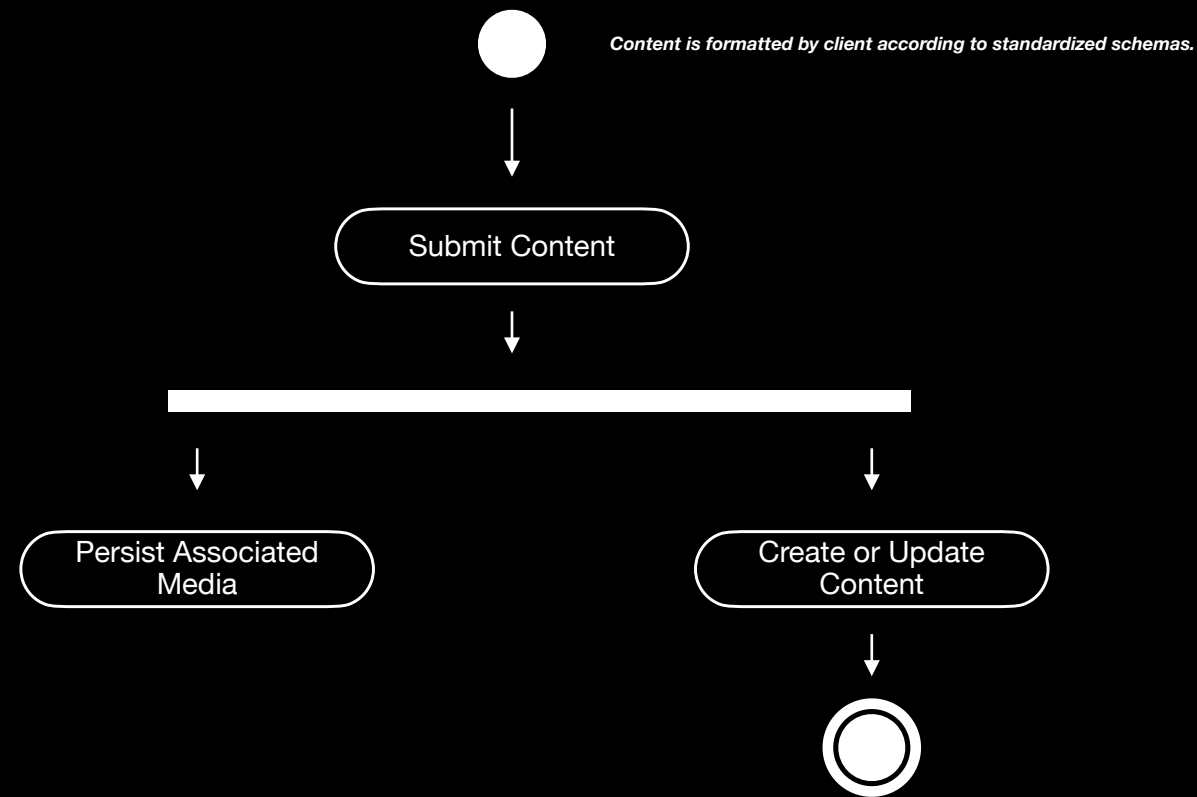 Content is formatted by client according to standardized schemas.
Submit Content
Persist Associated
Media
Create or Update
Content